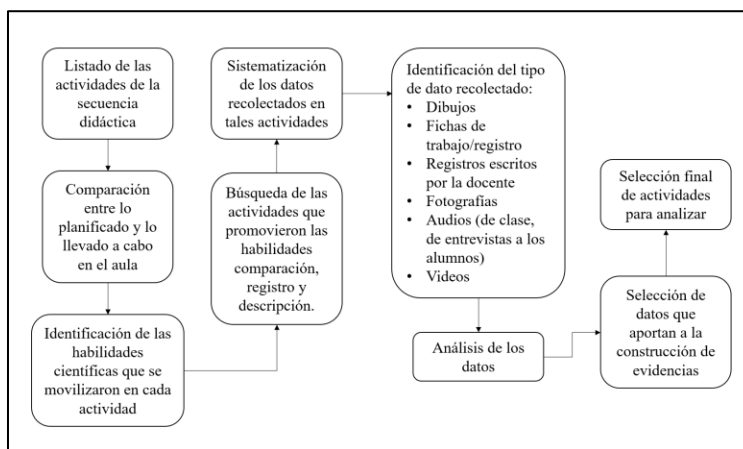 Listado de las
actividades de la
secuencia
didáctica
Comparación
entre lo
planificado y lo
llevado a cabo
en el aula
Identificación de las
habilidades
científicas que se
movilizaron en cada
actividad
Búsqueda de las
actividades que
promovieron las
habilidades
comparación,
registro y
descripción.
Sistematización
de los datos
recolectados en
tales actividades
Identificación del tipo
de dato recolectado:
• Dibujos
• Fichas de
trabajo/registro
• Registros escritos
por la docente
• Fotografías
• Audios (de clase,
de entrevistas a los
alumnos)
• Videos
Análisis de los
datos
Selección de
datos que
aportan a la
construcción de
evidencias
Selección final
de actividades
para analizar